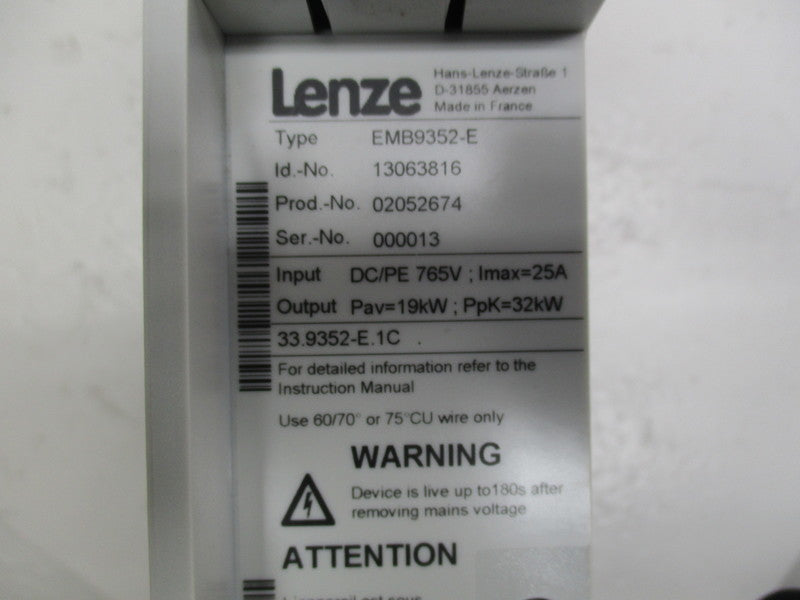 Lenze
Hans-Lenze-Straße 1
D-31855 Aerzen
Made in France
Type EMB9352-E
Id.-No. 13063816
Prod.-No. 02052674
Ser.-No. 000013
Input DC/PE 765V ; Imax=25A
Output Pav=19kW ; PpK=32kW
33.9352-E.1C .
For detailed information refer to the
Instruction Manual
Use 60/70° or 75°CU wire only
WARNING
Device is live up to180s after
removing mains voltage
ATTENTION